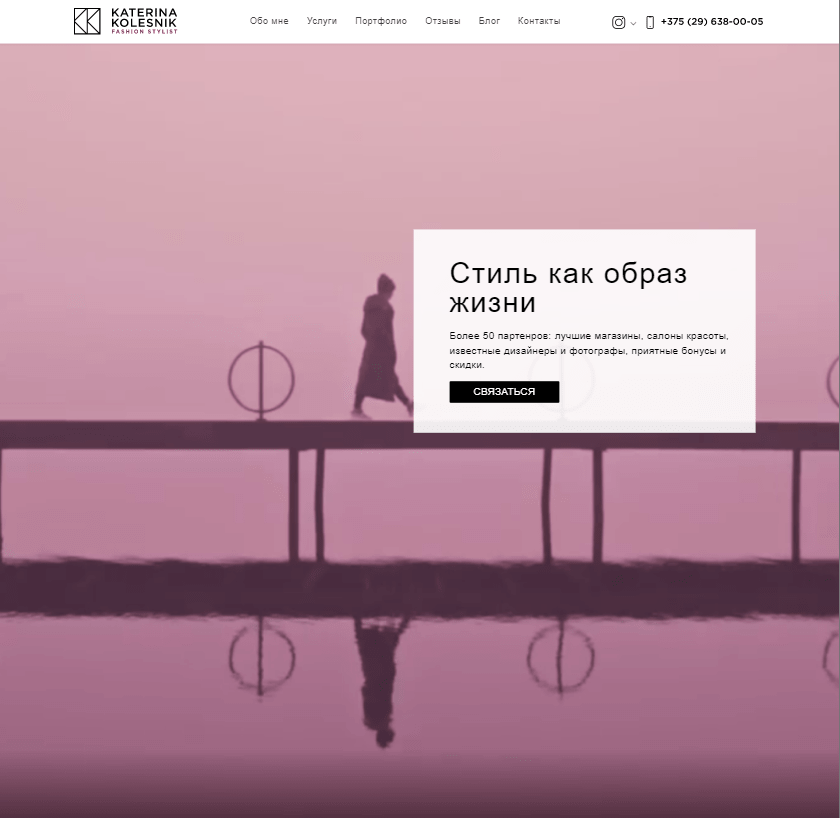 KATERINA
KOLESNIK
FASHION STYLIST
Обо мне Услуги Портфолио Отзывы Блог Контакты
+375 (29) 638-00-05
Стиль как образ
жизни
Более 50 партенров: лучшие магазины, салоны красоты,
известные дизайнеры и фотографы, приятные бонусы и
скидки.
СВЯЗАТЬСЯ